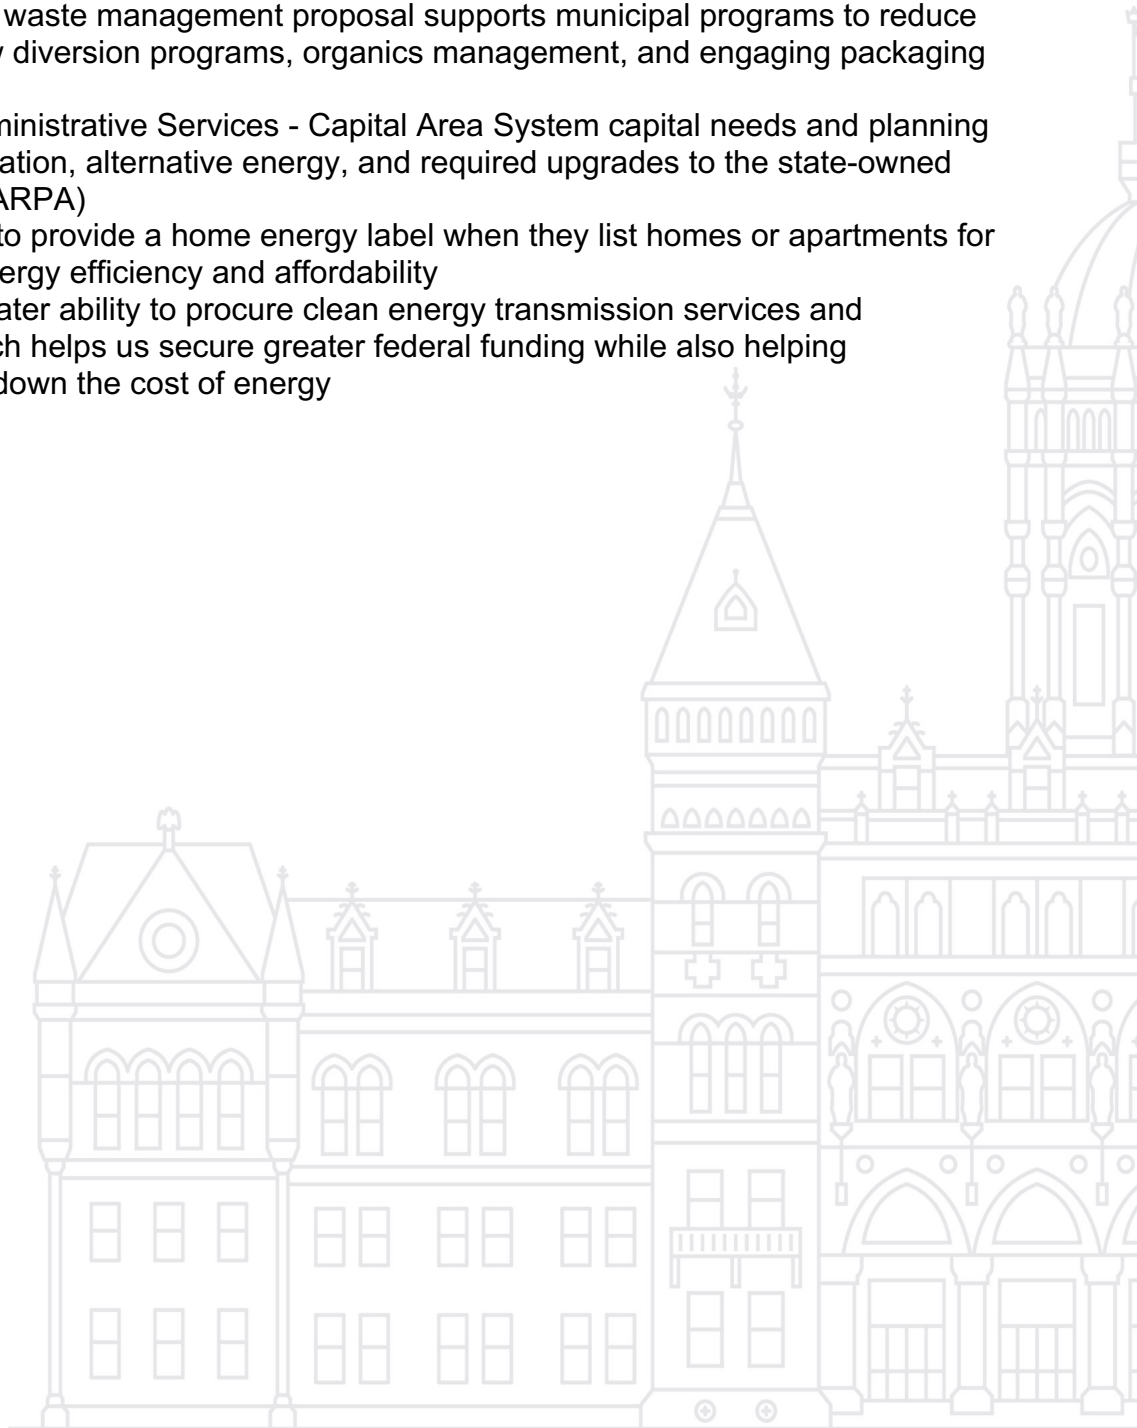 waste management proposal supports municipal programs to reduce
diversion programs, organics management, and engaging packaging
ministrative Services - Capital Area System capital needs and planning
ation, alternative energy, and required upgrades to the state-owned
ARPA)
to provide a home energy label when they list homes or apartments for
ergy efficiency and affordability
ater ability to procure clean energy transmission services and
ch helps us secure greater federal funding while also helping
down the cost of energy